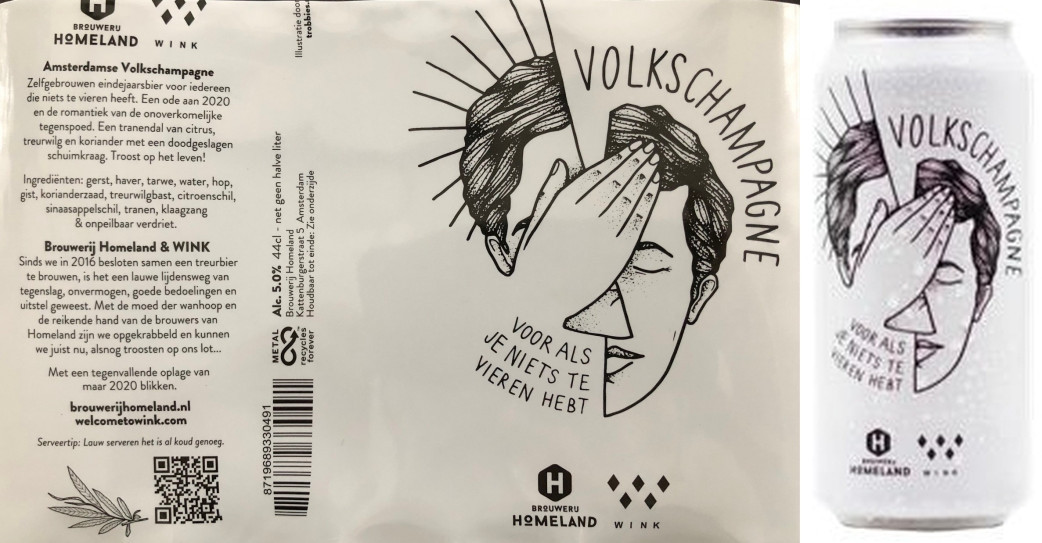 BROUWERIJ
HOMELAND
WINK
Amsterdamse Volkschampagne
Zelfgebrouwen eindejaarsbier voor iedereen
die niets te vieren heeft. Een ode aan 2020
en de romantiek van de onoverkomelijke
tegenspoed. Een tranendal van citrus,
treurwilg en koriander met een doodgeslagen
schuimkraag. Troost op het leven!
Ingrediënten: gerst, haver, tarwe, water, hop,
gist, korianderzaad, treurwilgbast, citroenschil,
sinaasappelschil, tranen, klaagzang
& onpeilbaar verdriet.
Brouwerij Homeland & WINK
Sinds we in 2016 besloten samen een treurbier
te brouwen, is het een lauwe lijdensweg van
tegenslag, onvermogen, goede bedoelingen en
uitstel geweest. Met de moed der wanhoop en
de reikende hand van de brouwers van
Homeland zijn we opgekrabbeld en kunnen
we juist nu, alsnog troosten op ons lot...
Met een tegenvallende oplage van
maar 2020 blikken.
brouwerijhomeland.nl
welcometowink.com
Serveertip: Lauw serveren het is al koud genoeg.
Illustratie door
trobbies.
Alc. 5.0% 44cl - net geen halve liter
Brouwerij Homeland
Kattenburgerstraat 5 Amsterdam
Houdbaar tot einde: Zie onderzijde
METAL
recycles
forever
8719689330491
VOLKSCHAMPAGNE
VOOR ALS
JE NIETS TE
VIEREN HEBT
BROUWERIJ
HOMELAND
WINK
VOLKSCHAMPAGNE
VOOR ALS
JE NIETS TE
VIEREN HEBT
BROUWERIJ
HOMELAND
WINK